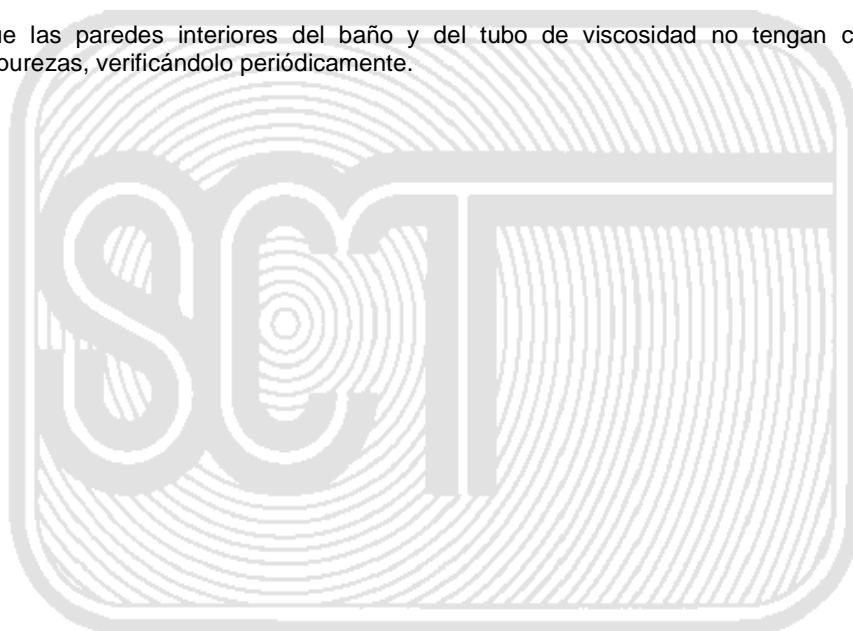 ue las paredes interiores del baño y del tubo de viscosidad no tengan c
purezas, verificándolo periódicamente.
SCT